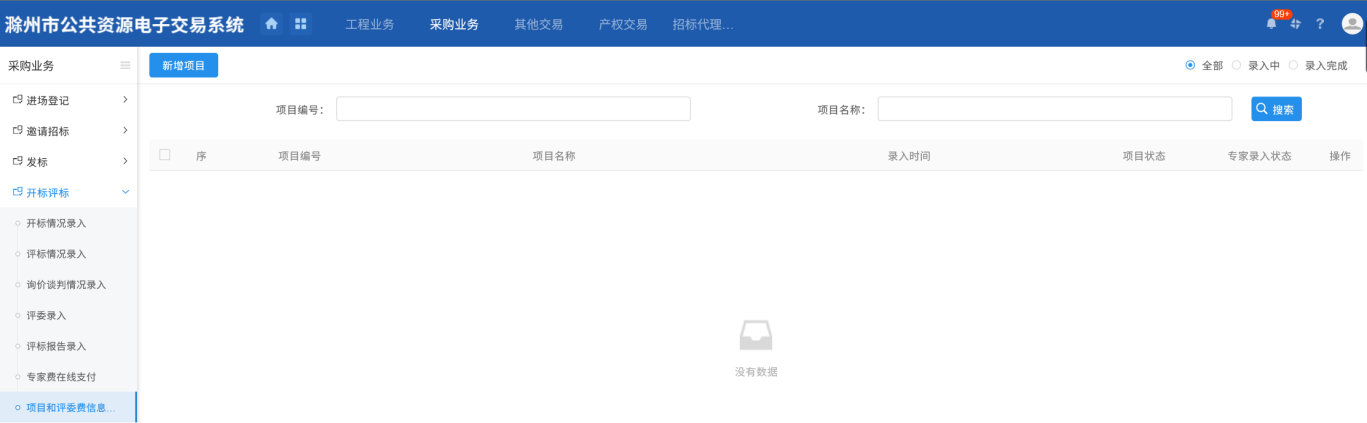 滁州市公共资源电子交易系统 工程业务 采购业务 其他交易 产权交易 招标代理... 99+ ?
采购业务 新增项目 全部 录入中 录入完成
进场登记
项目编号： 项目名称： 搜索
邀请招标
序 项目编号 项目名称 录入时间 项目状态 专家录入状态 操作
发标
开标评标
开标情况录入
评标情况录入
询价谈判情况录入
评委录入
评标报告录入
没有数据
专家费在线支付
项目和评委费信息...